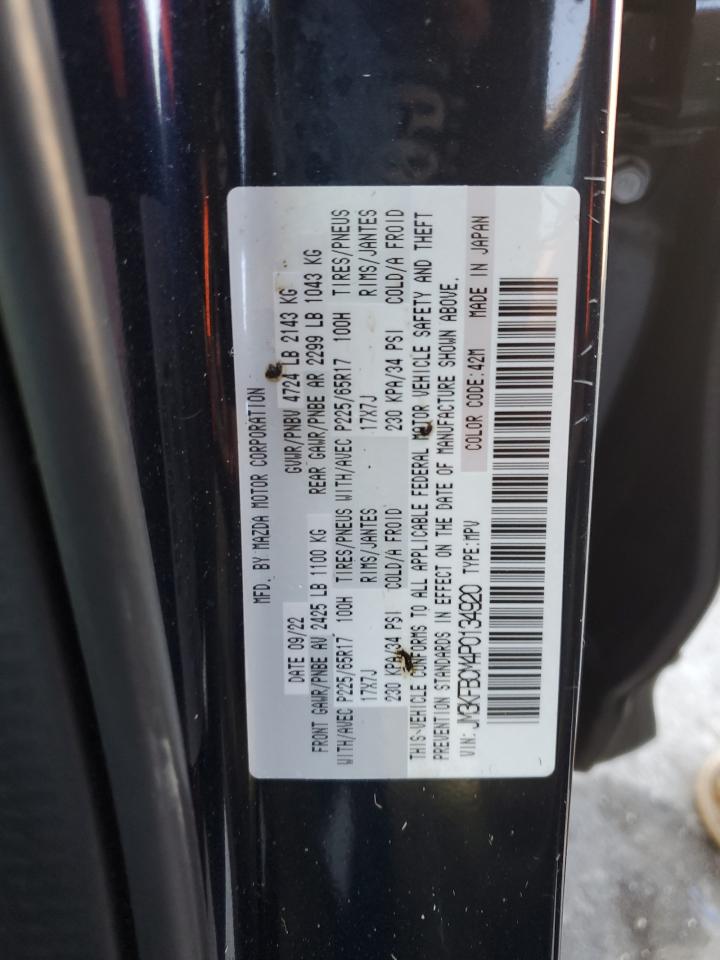 MFD. BY MAZDA MOTOR CORPORATION
DATE 09/22 GVWR/PNBV 4724 LB 2143 KG
FRONT GAWR/PNBE AV 2425 LB 1100 KG REAR GAWR/PNBE AR 2299 LB 1043 KG
WITH/AVEC P225/65R17 100H TIRES/PNEUS WITH/AVEC P225/65R17 100H TIRES/PNEUS
17X7J RIMS/JANTES 17X7J RIMS/JANTES
230 KPA/34 PSI COLD/A FROID 230 KPA/34 PSI COLD/A FROID
THIS VEHICLE CONFORMS TO ALL APPLICABLE FEDERAL MOTOR VEHICLE SAFETY AND THEFT
PREVENTION STANDARDS IN EFFECT ON THE DATE OF MANUFACTURE SHOWN ABOVE.
VIN: JM3KFBCM4P0134920 TYPE:MPV COLOR CODE:42M MADE IN JAPAN